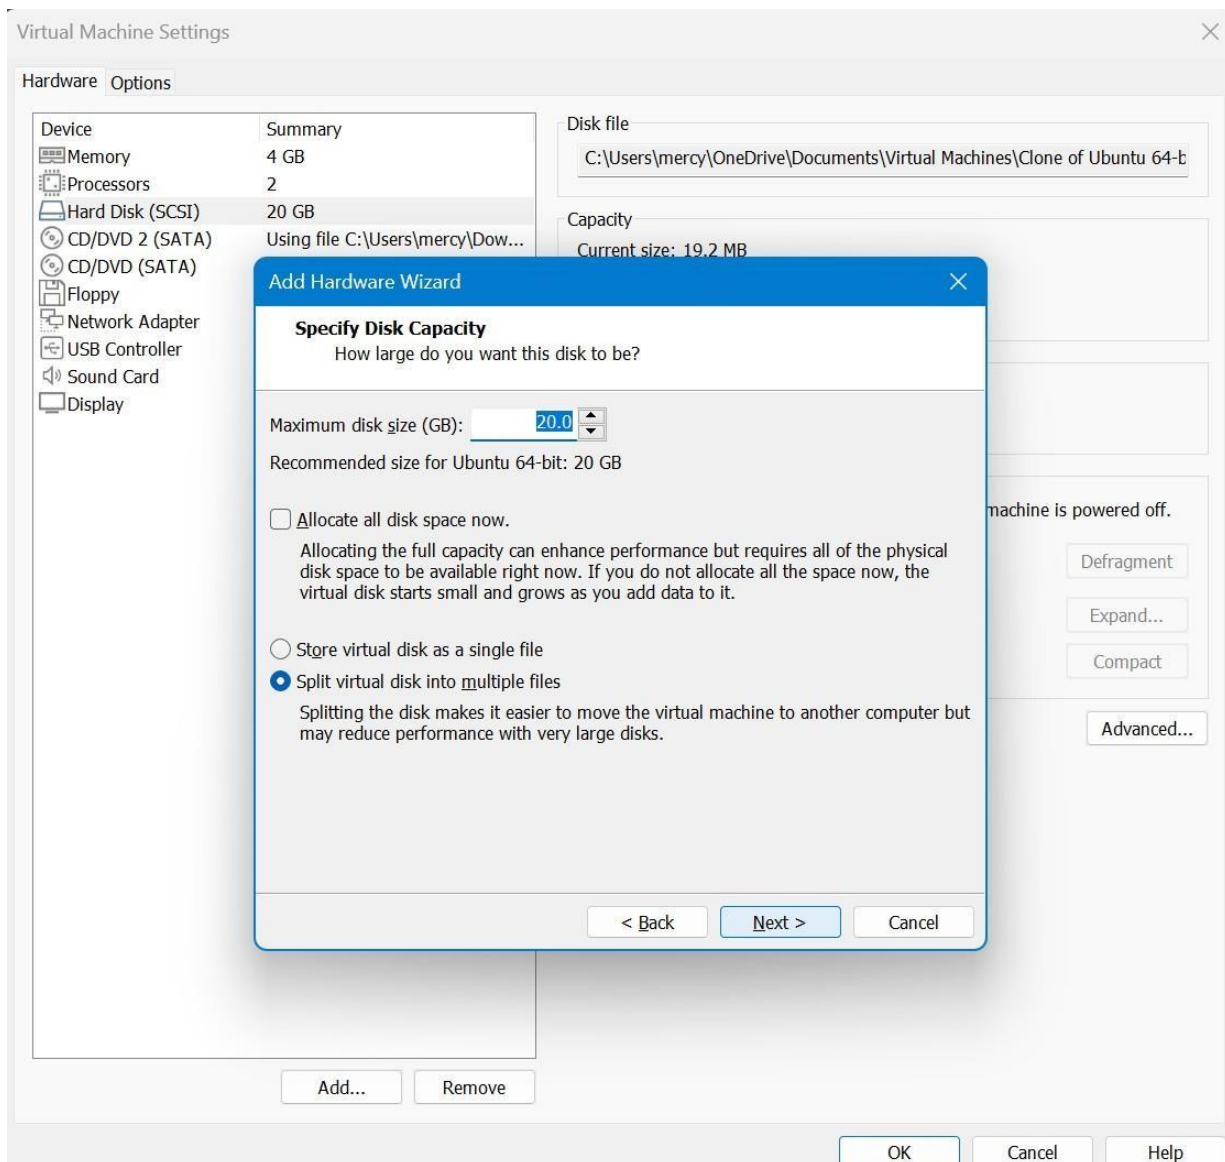 Virtual Machine Settings
Hardware Options
Device Summary
Memory 4 GB
Processors 2
Hard Disk (SCSI) 20 GB
CD/DVD 2 (SATA) Using file C:\Users\mercy\Dow...
CD/DVD (SATA)
Floppy
Network Adapter
USB Controller
Sound Card
Display
Disk file
C:\Users\mercy\OneDrive\Documents\Virtual Machines\Clone of Ubuntu 64-b
Capacity
Current size: 19.2 MB
Add Hardware Wizard
Specify Disk Capacity
How large do you want this disk to be?
Maximum disk size (GB): 20.0
Recommended size for Ubuntu 64-bit: 20 GB
Allocate all disk space now.
Allocating the full capacity can enhance performance but requires all of the physical
disk space to be available right now. If you do not allocate all the space now, the
virtual disk starts small and grows as you add data to it.
Store virtual disk as a single file
Split virtual disk into multiple files
Splitting the disk makes it easier to move the virtual machine to another computer but
may reduce performance with very large disks.
< Back Next > Cancel
machine is powered off.
Defragment
Expand...
Compact
Advanced...
Add... Remove
OK Cancel Help